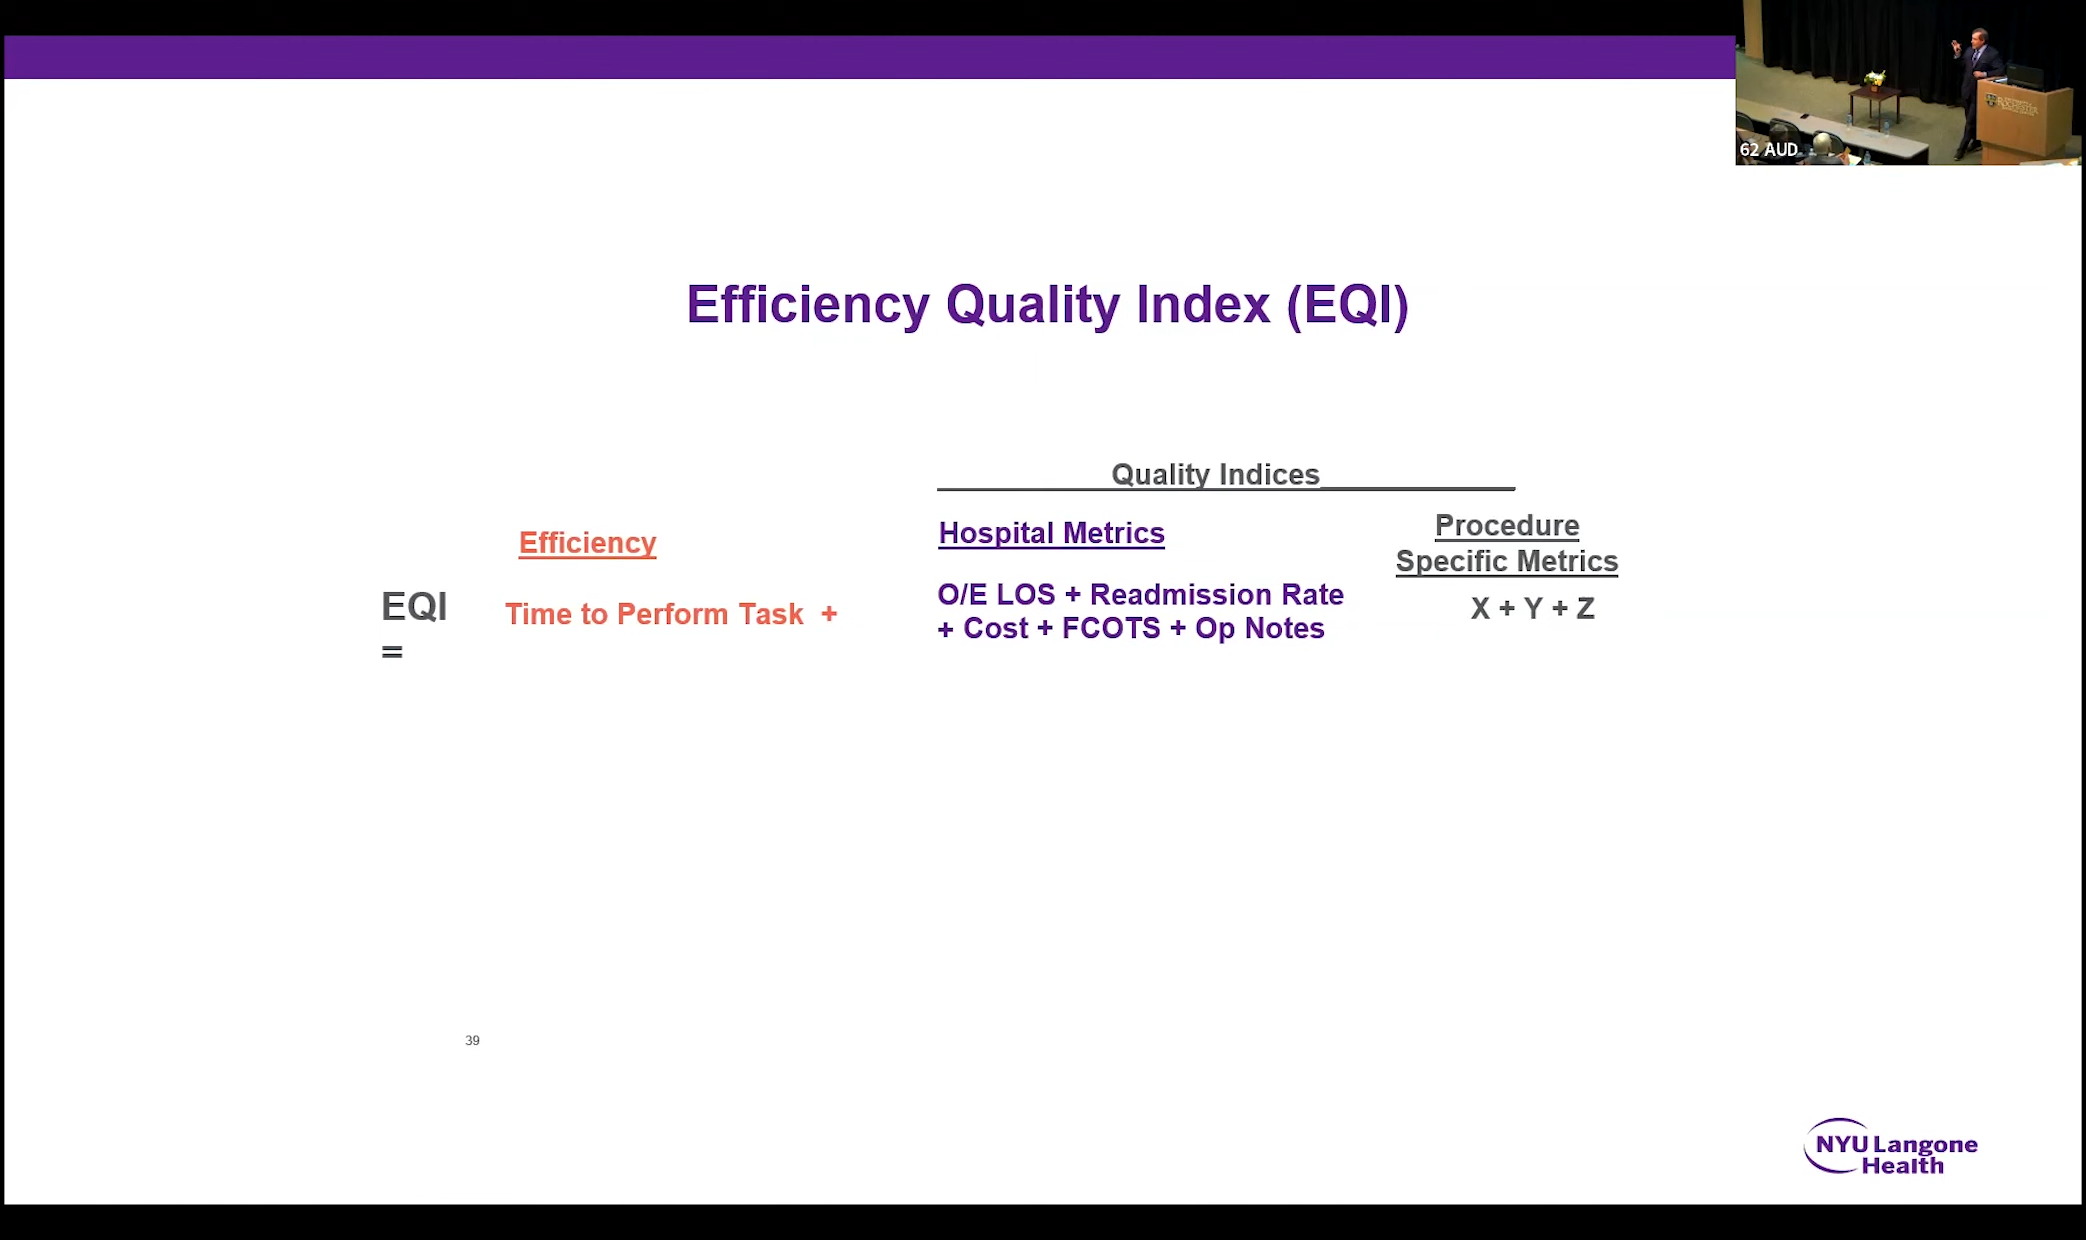 62 AUD
Efficiency Quality Index (EQI)
Quality Indices
Efficiency
Hospital Metrics
Procedure
Specific Metrics
EQI
=
Time to Perform Task +
O/E LOS + Readmission Rate
+ Cost + FCOTS + Op Notes
X + Y + Z
39
NYU Langone
Health